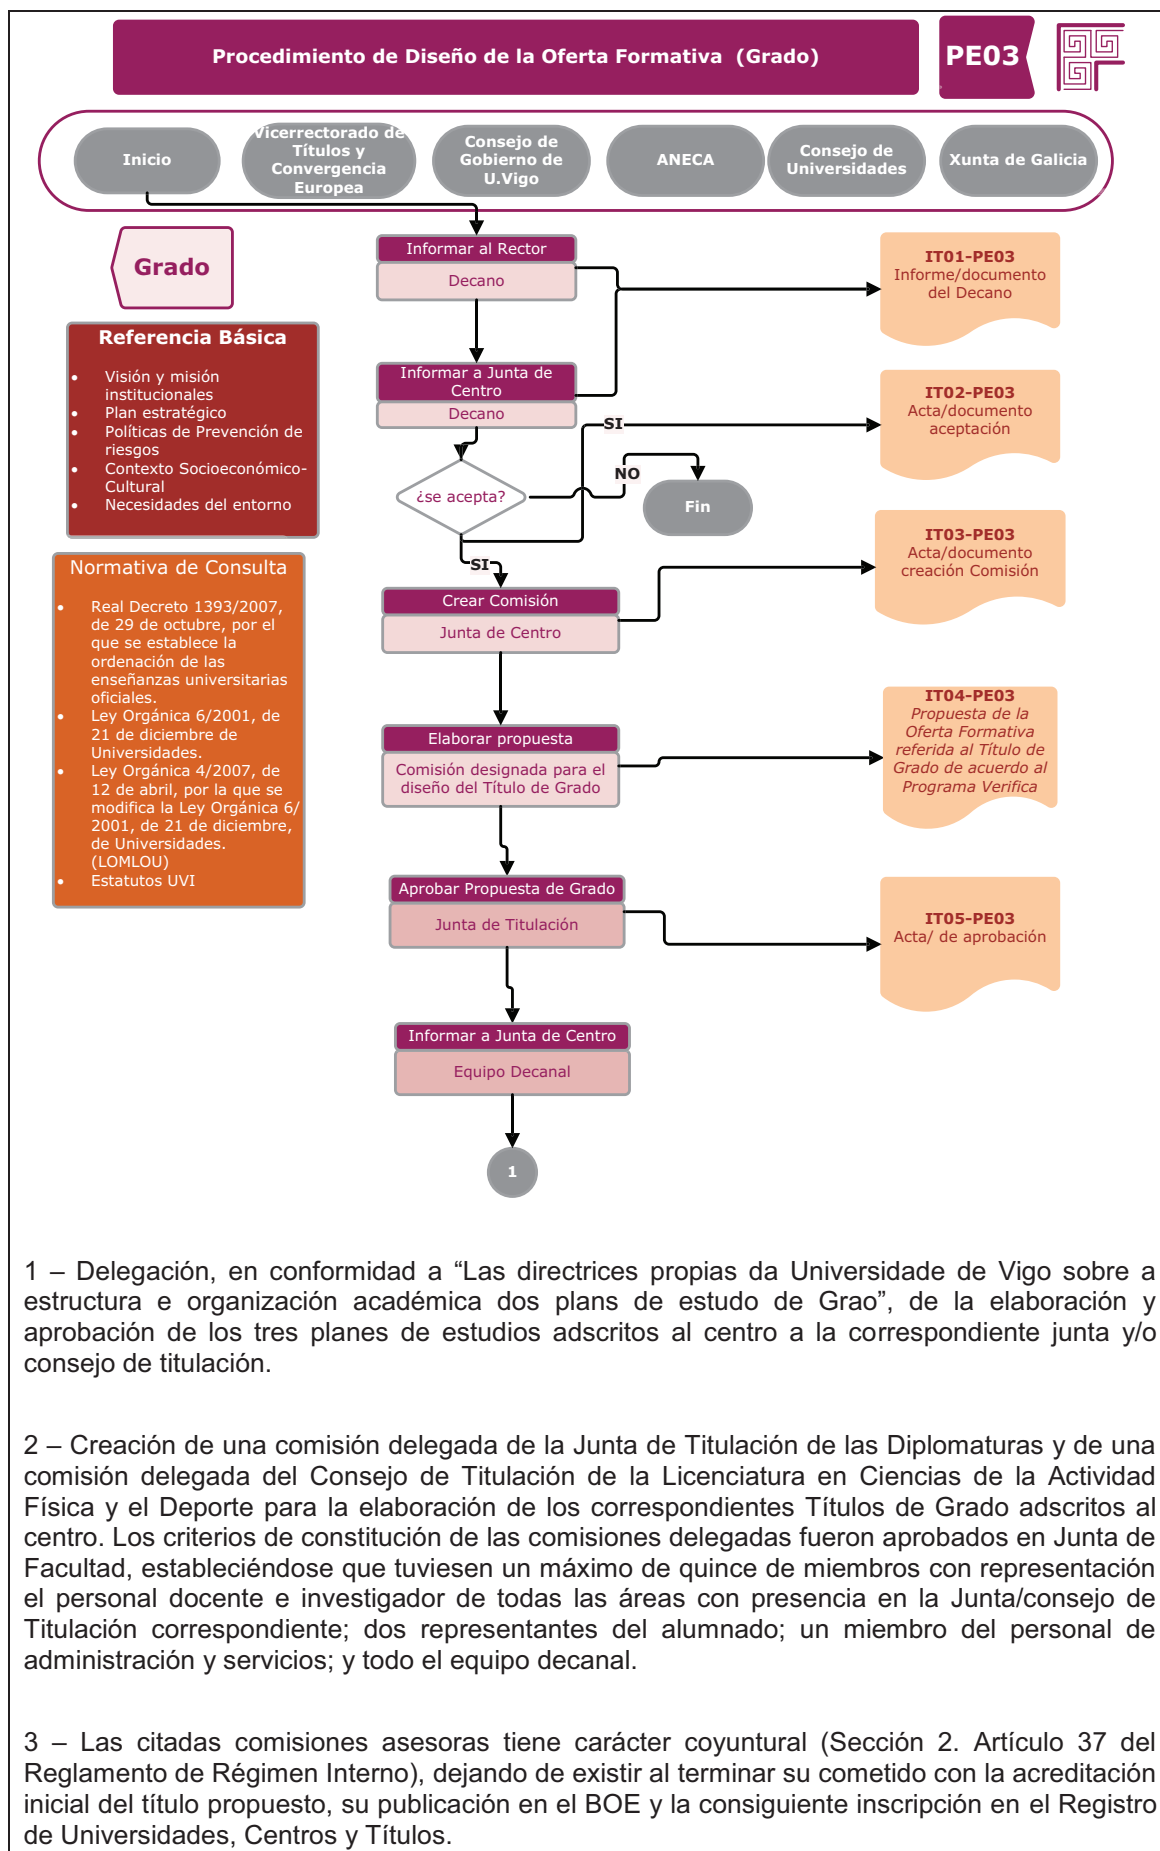 Procedimiento de Diseño de la Oferta Formativa (Grado)
PE03
Inicio
Vicerrectorado de
Títulos y
Convergencia
Europea
Consejo de
Gobierno de
U.Vigo
ANECA
Consejo de
Universidades
Xunta de Galicia
Grado
Referencia Básica
• Visión y misión
institucionales
• Plan estratégico
• Políticas de Prevención de
riesgos
• Contexto Socioeconómico-
Cultural
• Necesidades del entorno
Normativa de Consulta
• Real Decreto 1393/2007,
de 29 de octubre, por el
que se establece la
ordenación de las
enseñanzas universitarias
oficiales.
• Ley Orgánica 6/2001, de
21 de diciembre de
Universidades.
• Ley Orgánica 4/2007, de
12 de abril, por la que se
modifica la Ley Orgánica 6/
2001, de 21 de diciembre,
de Universidades.
(LOMLOU)
• Estatutos UVI
Informar al Rector
Decano
IT01-PE03
Informe/documento
del Decano
Informar a Junta de
Centro
Decano
SI
IT02-PE03
Acta/documento
aceptación
¿se acepta?
NO
Fin
SI
Crear Comisión
Junta de Centro
IT03-PE03
Acta/documento
creación Comisión
Elaborar propuesta
Comisión designada para el
diseño del Título de Grado
IT04-PE03
Propuesta de la
Oferta Formativa
referida al Título de
Grado de acuerdo al
Programa Verifica
Aprobar Propuesta de Grado
Junta de Titulación
IT05-PE03
Acta/ de aprobación
Informar a Junta de Centro
Equipo Decanal
1
1 – Delegación, en conformidad a “Las directrices propias da Universidade de Vigo sobre a
estructura e organización académica dos plans de estudo de Grao”, de la elaboración y
aprobación de los tres planes de estudios adscritos al centro a la correspondiente junta y/o
consejo de titulación.
2 – Creación de una comisión delegada de la Junta de Titulación de las Diplomaturas y de una
comisión delegada del Consejo de Titulación de la Licenciatura en Ciencias de la Actividad
Física y el Deporte para la elaboración de los correspondientes Títulos de Grado adscritos al
centro. Los criterios de constitución de las comisiones delegadas fueron aprobados en Junta de
Facultad, estableciéndose que tuviesen un máximo de quince de miembros con representación
el personal docente e investigador de todas las áreas con presencia en la Junta/consejo de
Titulación correspondiente; dos representantes del alumnado; un miembro del personal de
administración y servicios; y todo el equipo decanal.
3 – Las citadas comisiones asesoras tiene carácter coyuntural (Sección 2. Artículo 37 del
Reglamento de Régimen Interno), dejando de existir al terminar su cometido con la acreditación
inicial del título propuesto, su publicación en el BOE y la consiguiente inscripción en el Registro
de Universidades, Centros y Títulos.